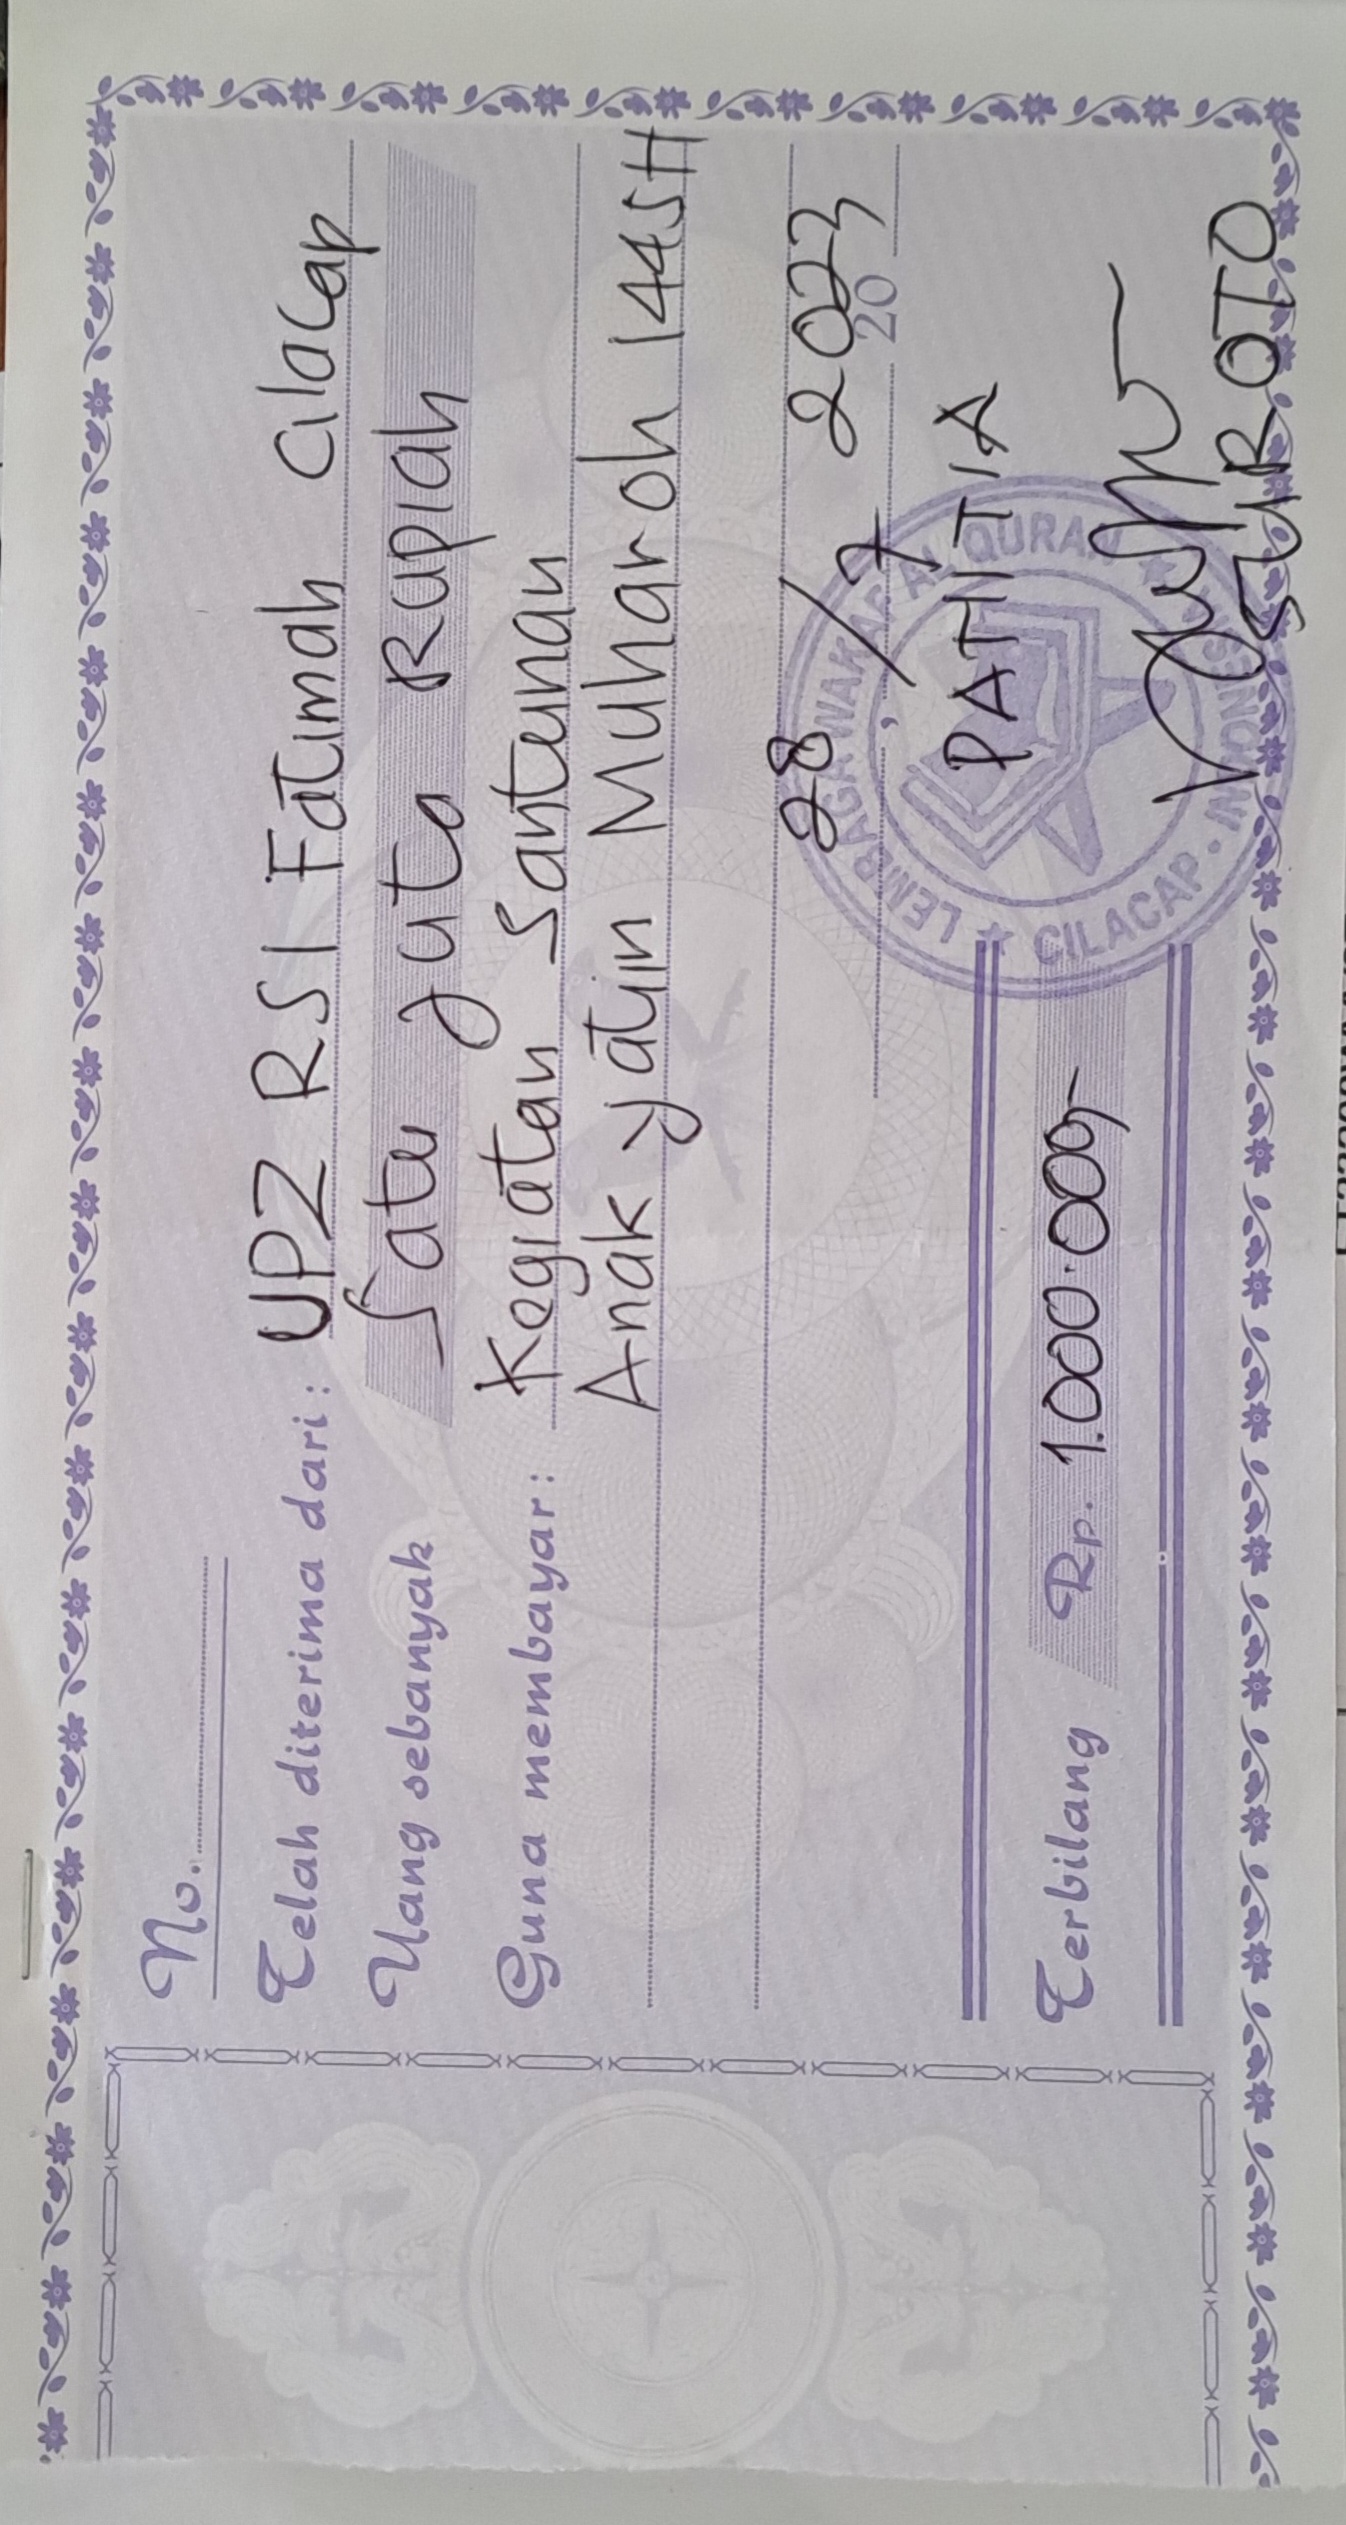 No.
Telah diterima dari : UPZ RSI Fatimah Cilacap
Uang sebanyak Satu juta Rupiah
Guna membayar : Kegiatan Santunan
Anak yatim Muharoh 1445H
28 / 7 2023
, 20
PANITIA
LEMBAGA WAKAF AL QURAN
CILACAP - INDONESIA
Terbilang Rp. 1.000.000,-
SUROTO